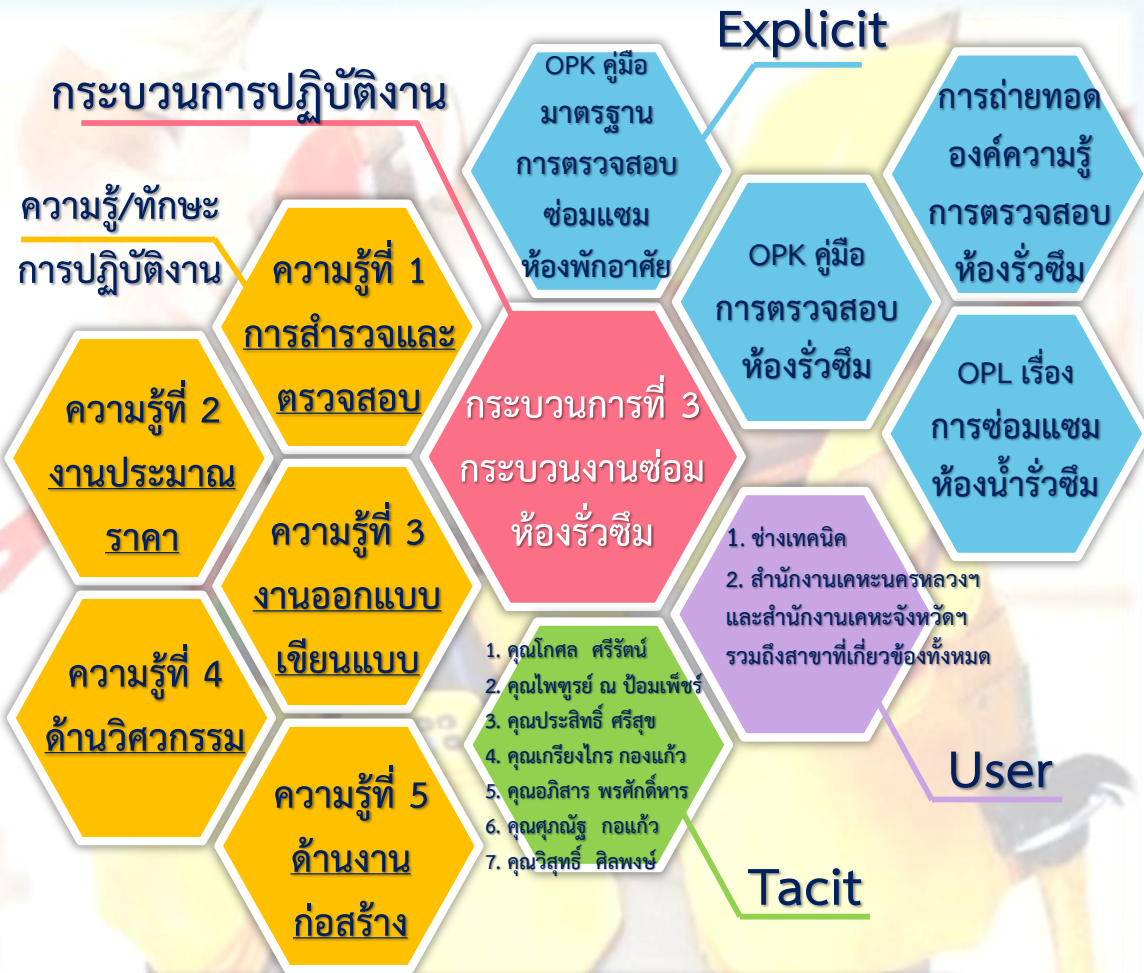 Explicit
กระบวนการปฏิบัติงาน
ความรู้/ทักษะ
การปฏิบัติงาน
OPK คู่มือ
มาตรฐาน
การตรวจสอบ
ซ่อมแซม
ห้องพักอาศัย
การถ่ายทอด
องค์ความรู้
การตรวจสอบ
ห้องรั่วซึม
OPK คู่มือ
การตรวจสอบ
ห้องรั่วซึม
OPL เรื่อง
การซ่อมแซม
ห้องน้ำรั่วซึม
ความรู้ที่ 1
การสำรวจและ
ตรวจสอบ
ความรู้ที่ 2
งานประมาณ
ราคา
ความรู้ที่ 3
งานออกแบบ
เขียนแบบ
ความรู้ที่ 4
ด้านวิศวกรรม
ความรู้ที่ 5
ด้านงาน
ก่อสร้าง
กระบวนการที่ 3
กระบวนงานซ่อม
ห้องรั่วซึม
1. ช่างเทคนิค
2. สำนักงานเคหะนครหลวงฯ
และสำนักงานเคหะจังหวัดฯ
รวมถึงสาขาที่เกี่ยวข้องทั้งหมด
User
1. คุณโกศล ศรีรัตน์
2. คุณไพฑูรย์ ณ ป้อมเพ็ชร์
3. คุณประสิทธิ์ ศรีสุข
4. คุณเกรียงไกร กองแก้ว
5. คุณอภิสาร พรศักดิ์หาร
6. คุณศุภณัฐ กอแก้ว
7. คุณวิสุทธิ์ ศิลพงษ์
Tacit